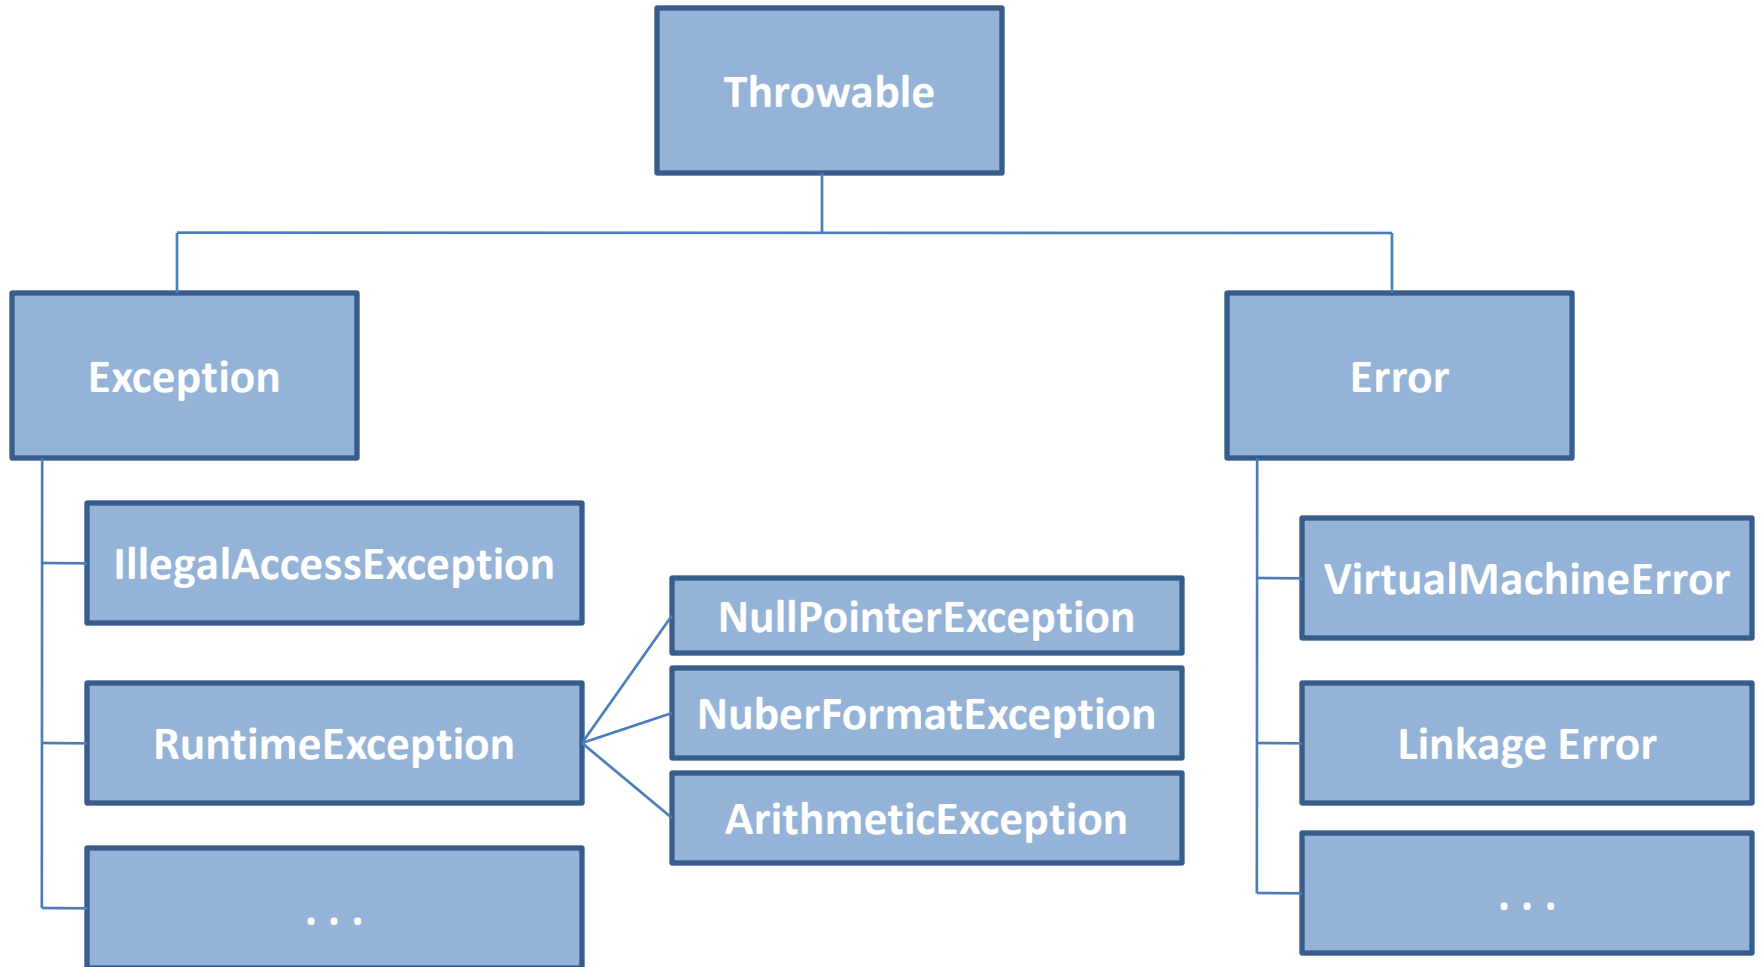 Throwable
Exception
Error
IllegalAccessException
VirtualMachineError
NullPointerException
NuberFormatException
RuntimeException
Linkage Error
ArithmeticException
. . .
. . .